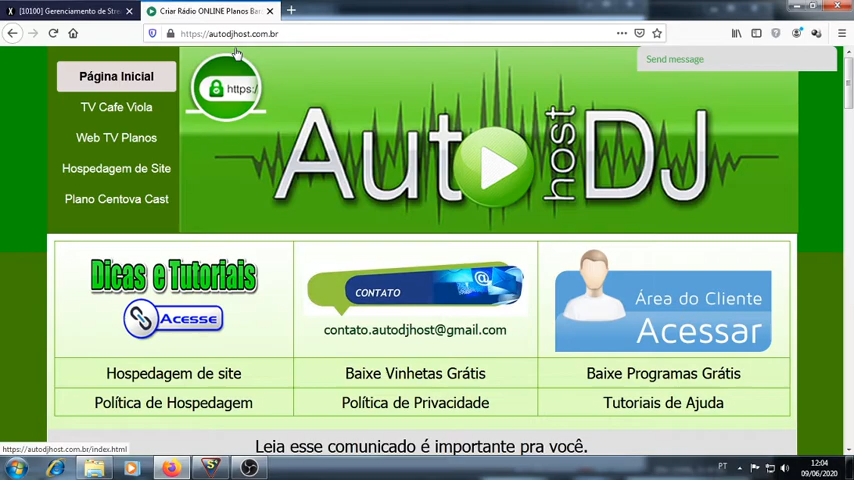 [10100] Gerenciamento de Stre
Criar Rádio ONLINE Planos Bar
https://autodjhost.com.br
Send message
Página Inicial
TV Cafe Viola
Web TV Planos
Hospedagem de Site
Plano Centova Cast
https:/
Auto host DJ
Dicas e Tutoriais
Acesse
CONTATO
contato.autodjhost@gmail.com
Área do Cliente
Acessar
Hospedagem de site
Baixe Vinhetas Grátis
Baixe Programas Grátis
Política de Hospedagem
Política de Privacidade
Tutoriais de Ajuda
Leia esse comunicado é importante pra você.
https://autodjhost.com.br/index.html
PT
12:04
09/06/2020